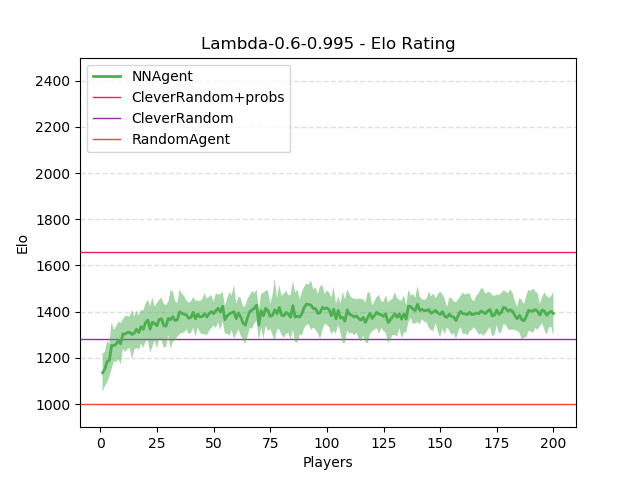 Lambda-0.6-0.995 - Elo Rating
NNAgent
CleverRandom+probs
CleverRandom
RandomAgent
2400
2200
2000
1800
1600
1400
1200
1000
Elo
0 25 50 75 100 125 150 175 200
Players